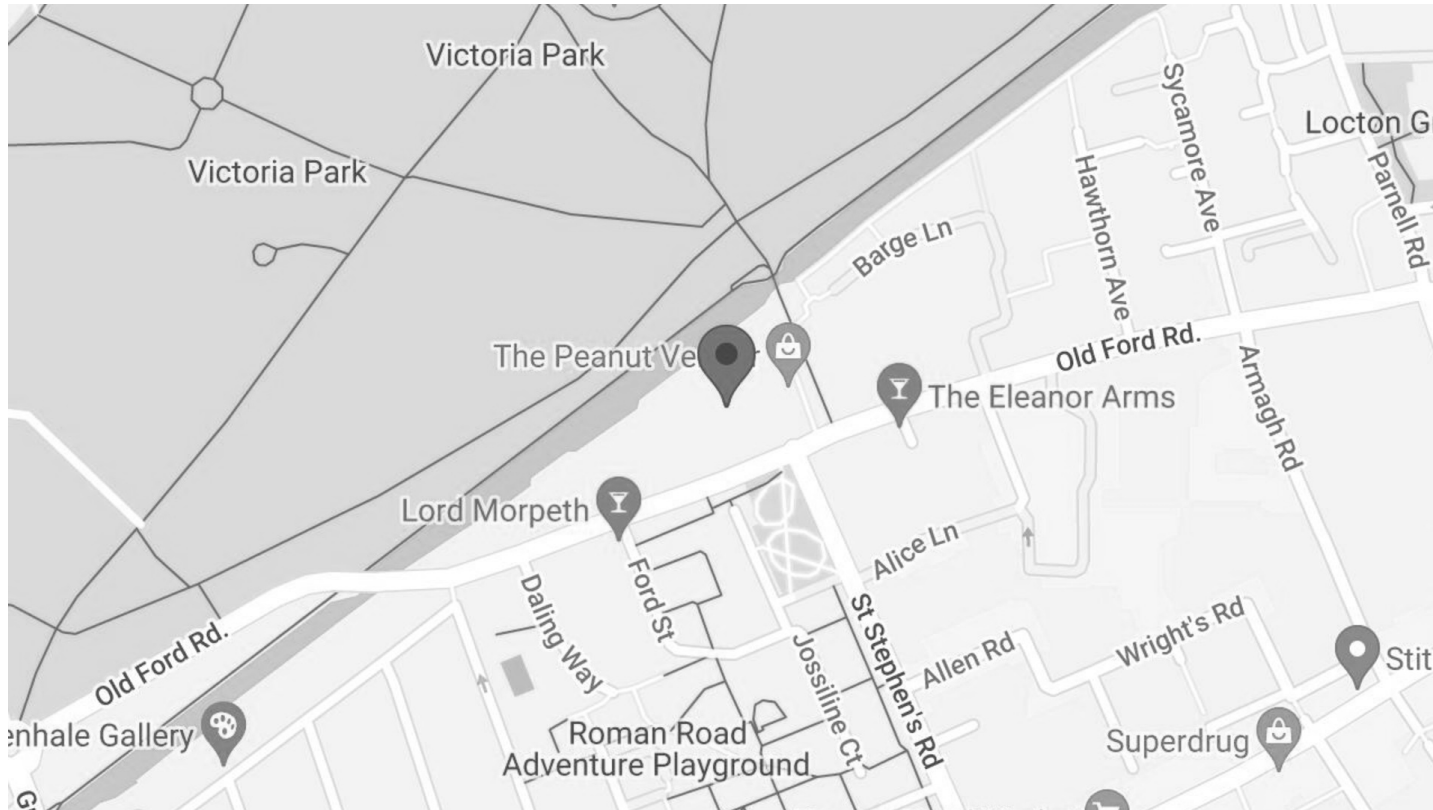 Victoria Park
Victoria Park
Locton
Sycamore Ave
Hawthorn Ave
Parnell Rd
Barge Ln
Old Ford Rd.
The Peanut
The Eleanor Arms
Armagh Rd
Lord Morpeth
Alice Ln
Ford St
Daling Way
St Stephen's Rd
Jossiline Ct
Allen Rd
Wright's Rd
Old Ford Rd.
enhale Gallery
Roman Road
Adventure Playground
Superdrug
Stit